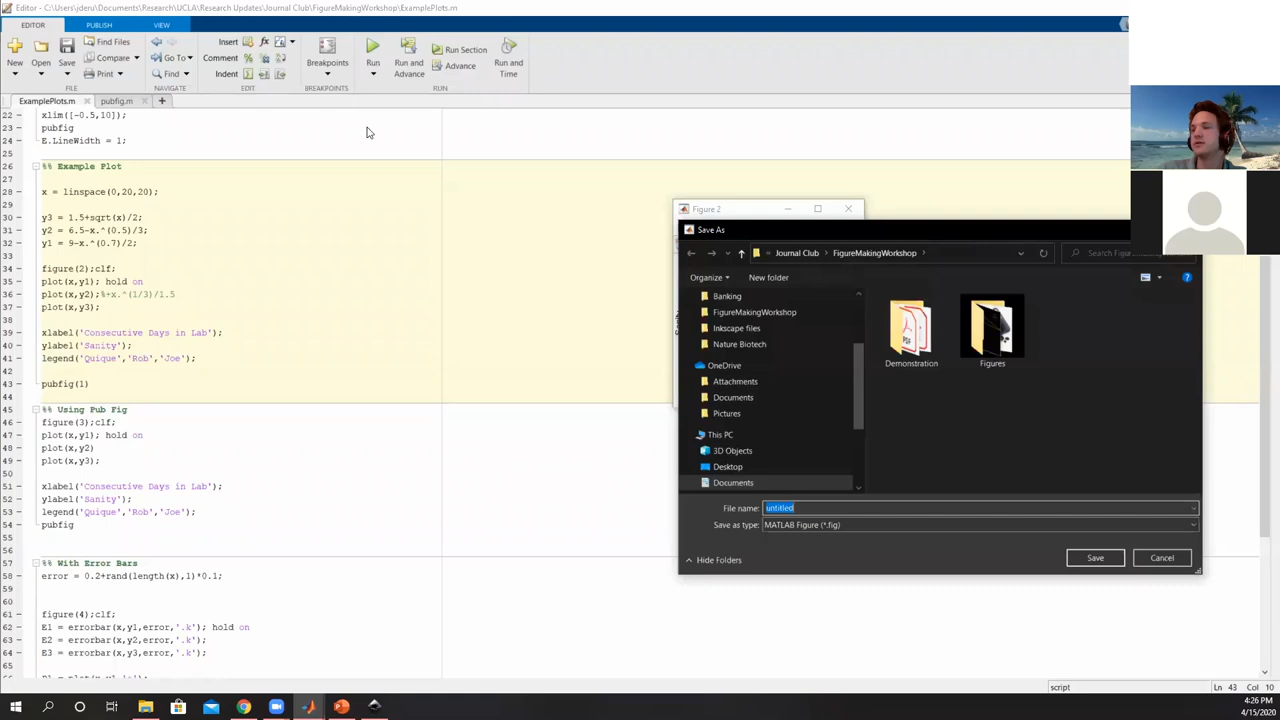 Editor - C:\Users\jderu\Documents\Research\UCLA\Research Updates\Journal Club\FigureMakingWorkshop\ExamplePlots.m
EDITOR PUBLISH VIEW
New Open Save
Find Files
Compare
Print
FILE
Go To
Find
NAVIGATE
Insert fx
Comment
Indent
EDIT
Breakpoints
BREAKPOINTS
Run
Run and Advance
Run Section
Advance
Run and Time
RUN
ExamplePlots.m pubfig.m
22 xlim([-0.5,10]);
23 pubfig
24 E.LineWidth = 1;
25
26 %% Example Plot
27
28 x = linspace(0,20,20);
29
30 y3 = 1.5+sqrt(x)/2;
31 y2 = 6.5-x.^(0.5)/3;
32 y1 = 9-x.^(0.7)/2;
33
34 figure(2);clf;
35 plot(x,y1); hold on
36 plot(x,y2);%+x.^(1/3)/1.5
37 plot(x,y3);
38
39 xlabel('Consecutive Days in Lab');
40 ylabel('Sanity');
41 legend('Quique','Rob','Joe');
42
43 pubfig(1)
44
45 %% Using Pub Fig
46 figure(3);clf;
47 plot(x,y1); hold on
48 plot(x,y2)
49 plot(x,y3);
50
51 xlabel('Consecutive Days in Lab');
52 ylabel('Sanity');
53 legend('Quique','Rob','Joe');
54 pubfig
55
56
57 %% With Error Bars
58 error = 0.2+rand(length(x),1)*0.1;
59
60
61 figure(4);clf;
62 E1 = errorbar(x,y1,error,'.k'); hold on
63 E2 = errorbar(x,y2,error,'.k');
64 E3 = errorbar(x,y3,error,'.k');
65
Figure 2
Save As
« Journal Club › FigureMakingWorkshop ›
Organize New folder
Banking
FigureMakingWorkshop
Inkscape files
Nature Biotech
OneDrive
Attachments
Documents
Pictures
This PC
3D Objects
Desktop
Documents
Demonstration Figures
PDF
File name: untitled
Save as type: MATLAB Figure (*.fig)
Hide Folders Save Cancel
script Ln 43 Col 10
4:26 PM
4/15/2020